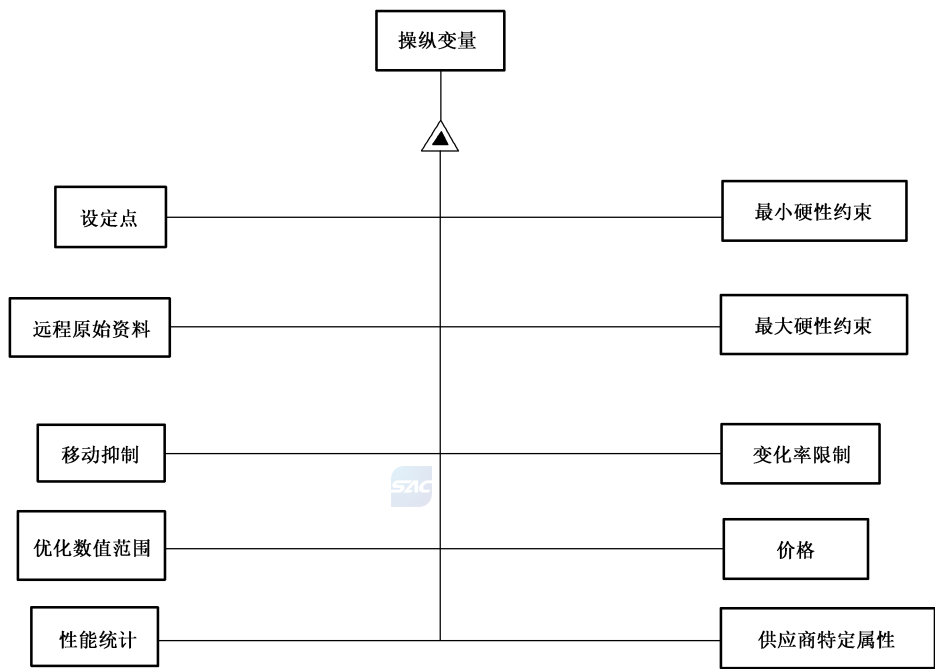 操纵变量
设定点
最小硬性约束
远程原始资料
最大硬性约束
移动抑制
变化率限制
SAC
优化数值范围
价格
性能统计
供应商特定属性